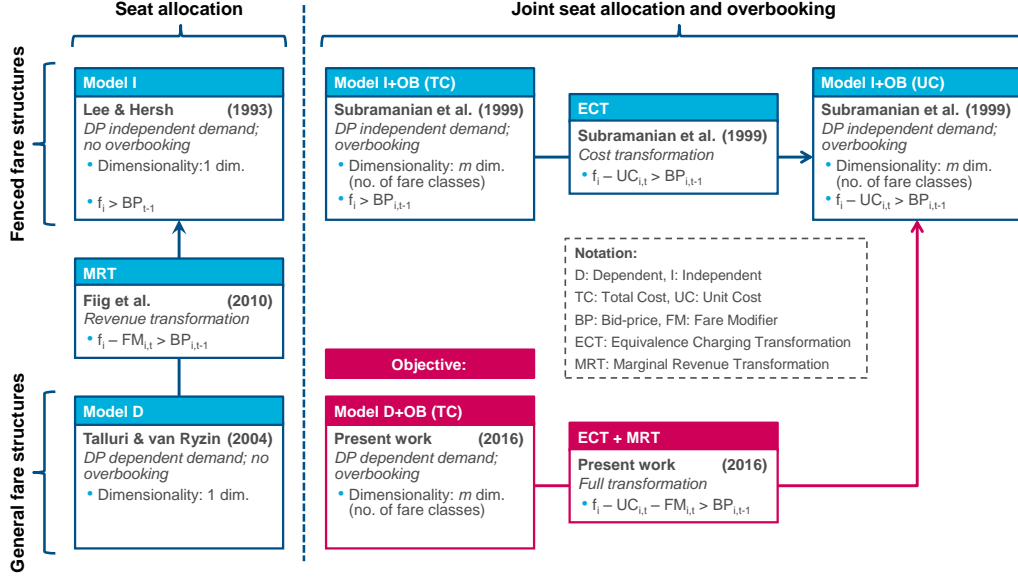 Seat allocation
Joint seat allocation and overbooking
Fenced fare structures
General fare structures
Model I
Lee & Hersh (1993)
DP independent demand;
no overbooking
• Dimensionality:1 dim.
• fᵢ > BPₜ₋₁
Model I+OB (TC)
Subramanian et al. (1999)
DP independent demand;
overbooking
• Dimensionality: m dim.
(no. of fare classes)
• fᵢ > BPᵢ,ₜ₋₁
ECT
Subramanian et al. (1999)
Cost transformation
• fᵢ – UCᵢ,ₜ > BPᵢ,ₜ₋₁
Model I+OB (UC)
Subramanian et al. (1999)
DP independent demand;
overbooking
• Dimensionality: m dim.
(no. of fare classes)
• fᵢ – UCᵢ,ₜ > BPᵢ,ₜ₋₁
MRT
Fiig et al. (2010)
Revenue transformation
• fᵢ – FMᵢ,ₜ > BPᵢ,ₜ₋₁
Notation:
D: Dependent, I: Independent
TC: Total Cost, UC: Unit Cost
BP: Bid-price, FM: Fare Modifier
ECT: Equivalence Charging Transformation
MRT: Marginal Revenue Transformation
Objective:
Model D
Talluri & van Ryzin (2004)
DP dependent demand; no
overbooking
• Dimensionality: 1 dim.
Model D+OB (TC)
Present work (2016)
DP dependent demand;
overbooking
• Dimensionality: m dim.
(no. of fare classes)
ECT + MRT
Present work (2016)
Full transformation
• fᵢ – UCᵢ,ₜ – FMᵢ,ₜ > BPᵢ,ₜ₋₁